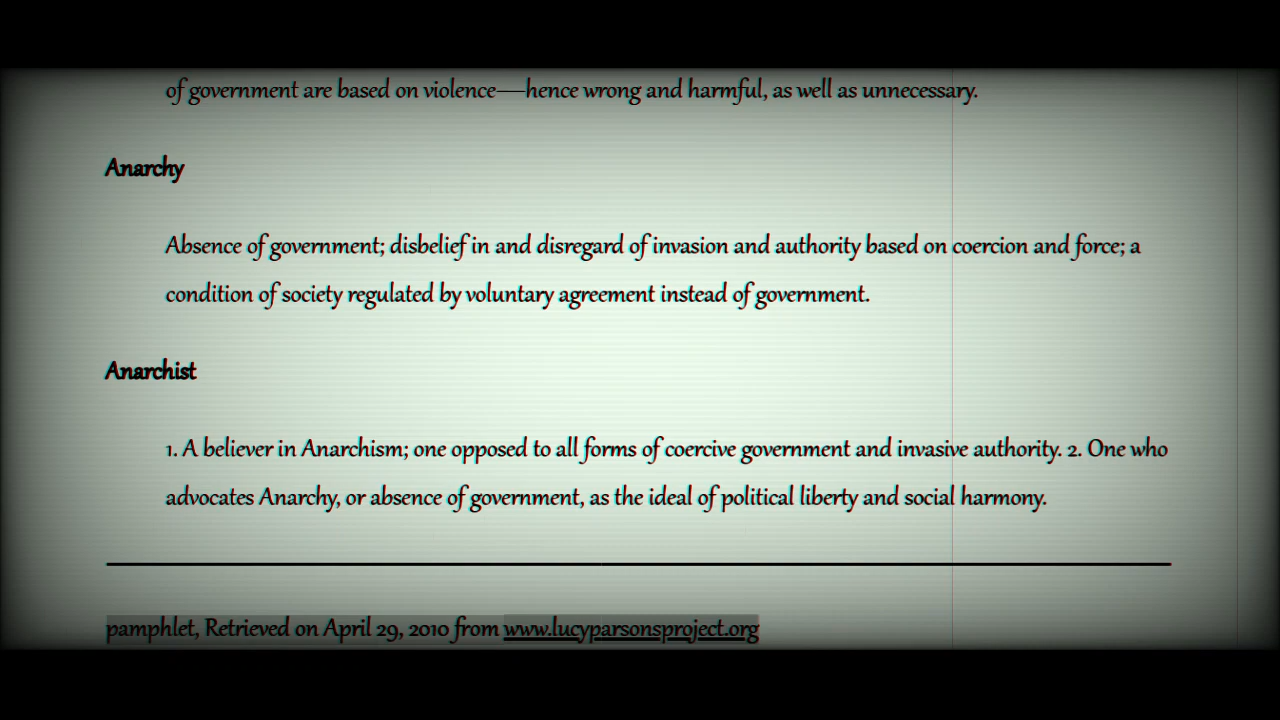 of government are based on violence—hence wrong and harmful, as well as unnecessary.
Anarchy
Absence of government; disbelief in and disregard of invasion and authority based on coercion and force; a
condition of society regulated by voluntary agreement instead of government.
Anarchist
1. A believer in Anarchism; one opposed to all forms of coercive government and invasive authority. 2. One who
advocates Anarchy, or absence of government, as the ideal of political liberty and social harmony.
pamphlet, Retrieved on April 29, 2010 from www.lucyparsonsproject.org